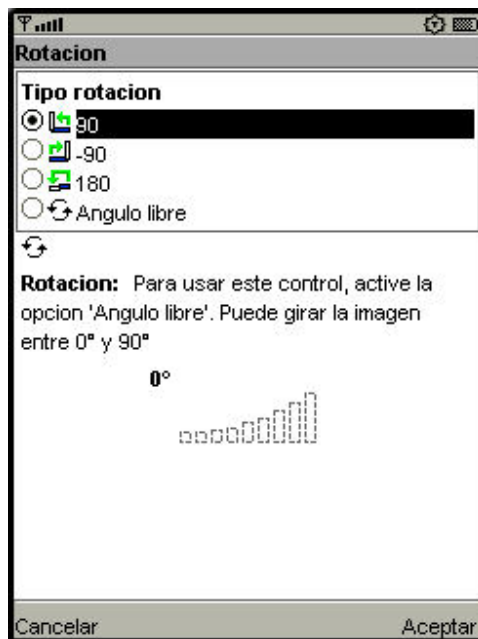 Rotacion
Tipo rotacion
90
-90
180
Angulo libre
Rotacion: Para usar este control, active la
opcion 'Angulo libre'. Puede girar la imagen
entre 0° y 90°
0°
Cancelar Aceptar